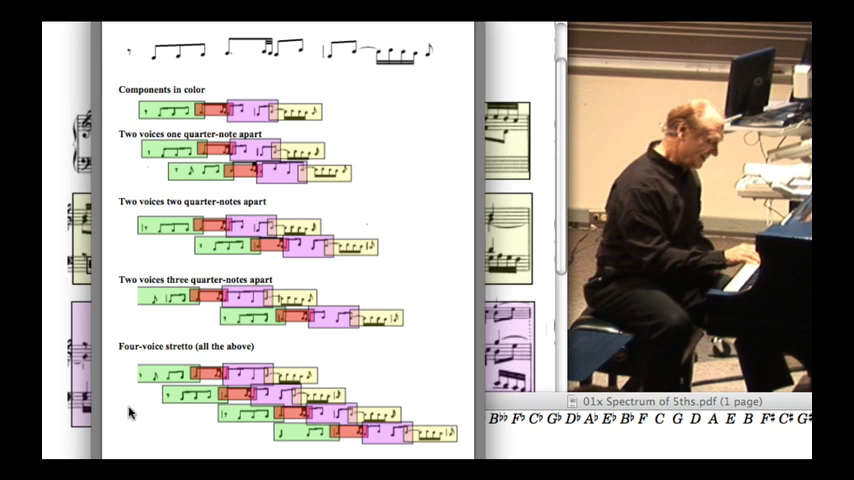 Components in color
Two voices one quarter-note apart
Two voices two quarter-notes apart
Two voices three quarter-notes apart
Four-voice stretto (all the above)
01x Spectrum of 5ths.pdf (1 page)
B♭♭ F♭ C♭ G♭ D♭ A♭ E♭ B♭ F C G D A E B F♯ C♯ G♯